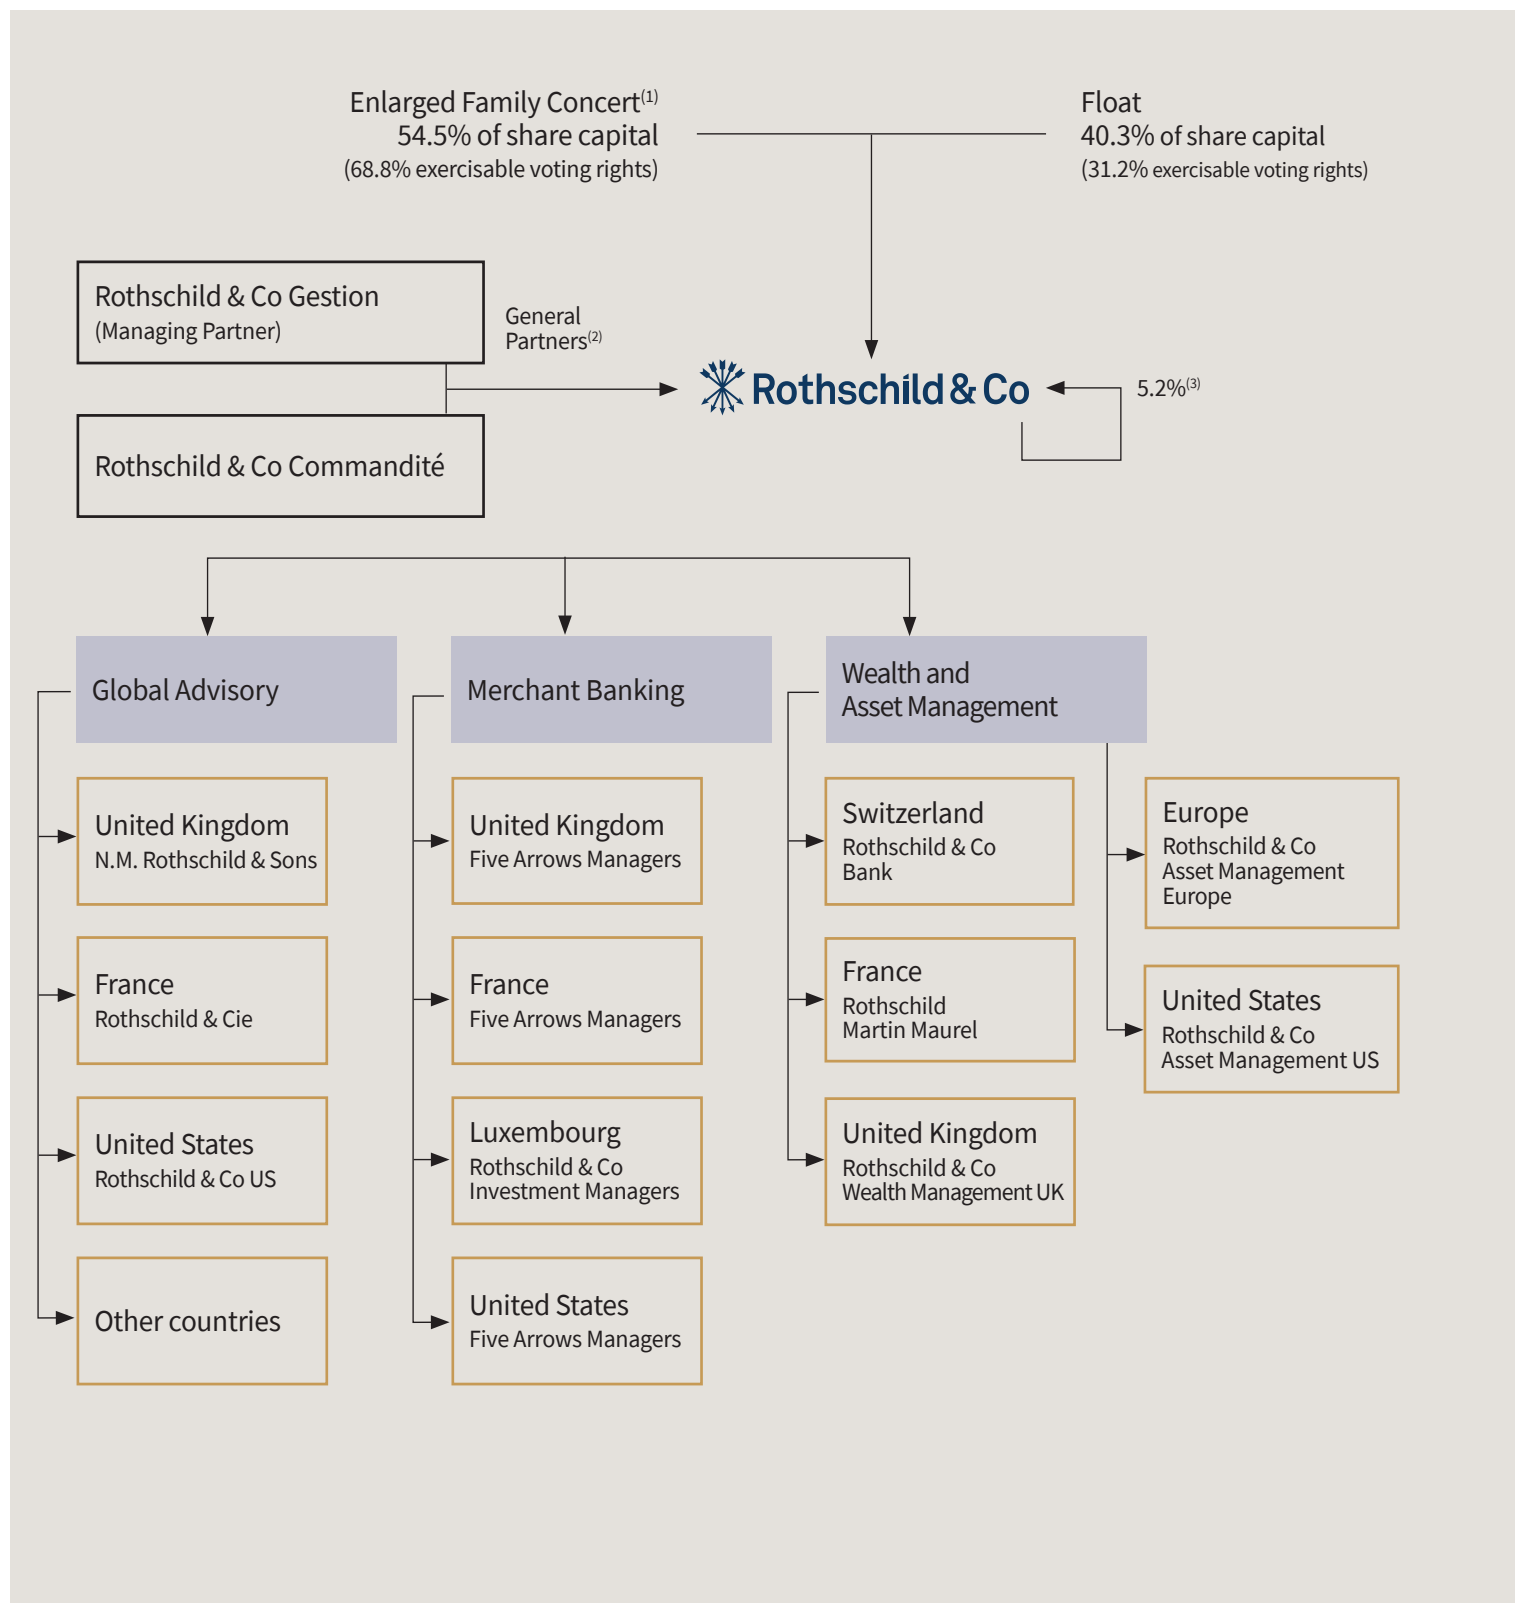 Enlarged Family Concert(1)
54.5% of share capital
(68.8% exercisable voting rights)
Float
40.3% of share capital
(31.2% exercisable voting rights)
Rothschild & Co Gestion
(Managing Partner)
General
Partners(2)
Rothschild & Co
5.2%(3)
Rothschild & Co Commandité
Global Advisory
United Kingdom
N.M. Rothschild & Sons
France
Rothschild & Cie
United States
Rothschild & Co US
Other countries
Merchant Banking
United Kingdom
Five Arrows Managers
France
Five Arrows Managers
Luxembourg
Rothschild & Co
Investment Managers
United States
Five Arrows Managers
Wealth and
Asset Management
Switzerland
Rothschild & Co
Bank
France
Rothschild
Martin Maurel
United Kingdom
Rothschild & Co
Wealth Management UK
Europe
Rothschild & Co
Asset Management
Europe
United States
Rothschild & Co
Asset Management US